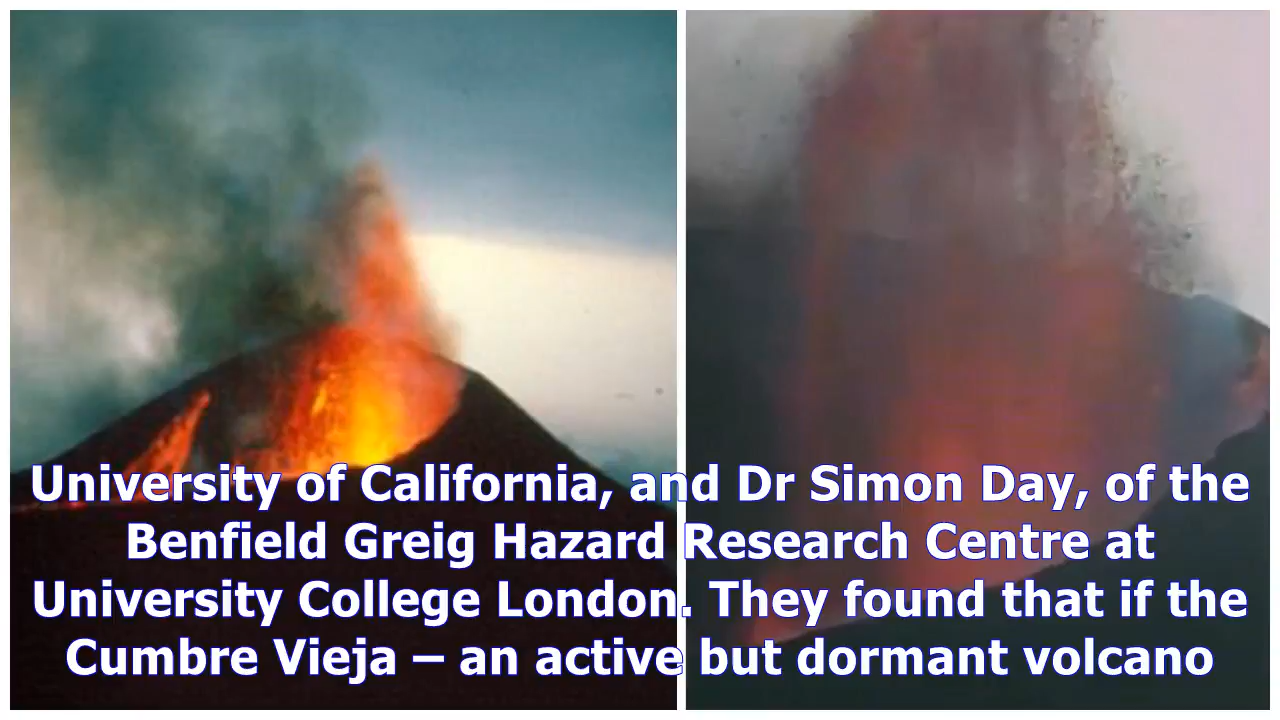 University of California, and Dr Simon Day, of the
Benfield Greig Hazard Research Centre at
University College London. They found that if the
Cumbre Vieja – an active but dormant volcano